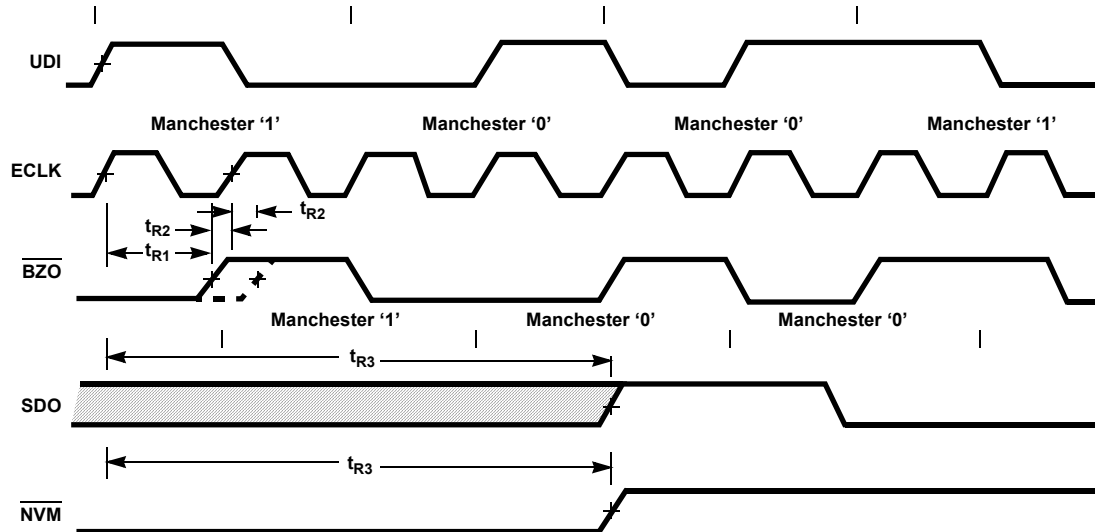 UDI
Manchester ‘1’ Manchester ‘0’ Manchester ‘0’ Manchester ‘1’
ECLK
tR2
tR2
tR1
BZO
Manchester ‘1’ Manchester ‘0’ Manchester ‘0’
tR3
SDO
tR3
NVM